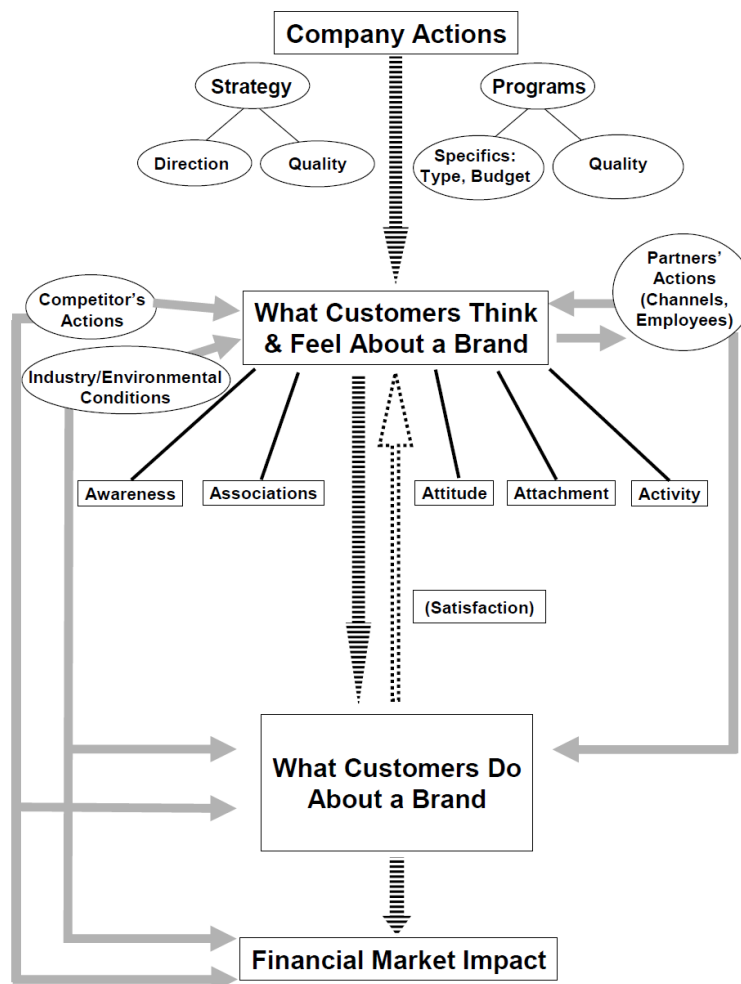 Company Actions
Strategy
Programs
Direction
Quality
Specifics:
Type, Budget
Quality
Competitor's
Actions
What Customers Think
& Feel About a Brand
Partners'
Actions
(Channels,
Employees)
Industry/Environmental
Conditions
Awareness
Associations
Attitude
Attachment
Activity
(Satisfaction)
What Customers Do
About a Brand
Financial Market Impact